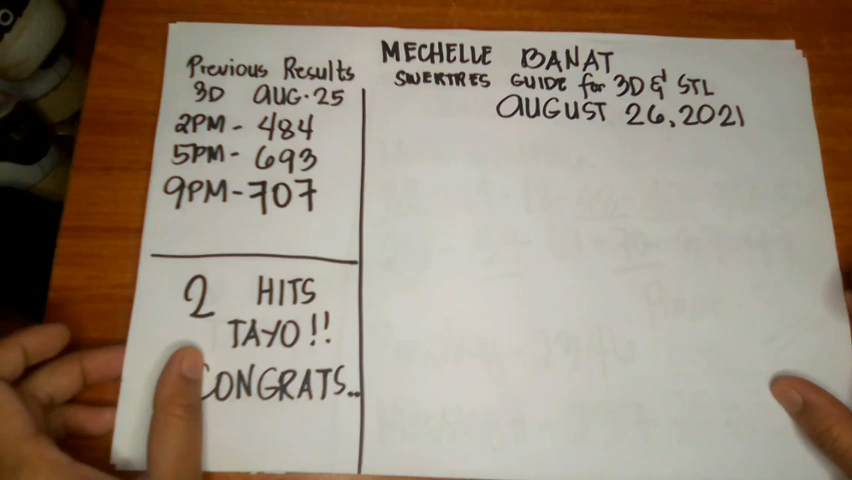 Previous Results
3D AUG.25
2PM - 484
5PM - 693
9PM - 707
2 HITS
TAYO!!
CONGRATS..
MECHELLE BANAT
SWERTRES GUIDE for 3D & STL
AUGUST 26, 2021